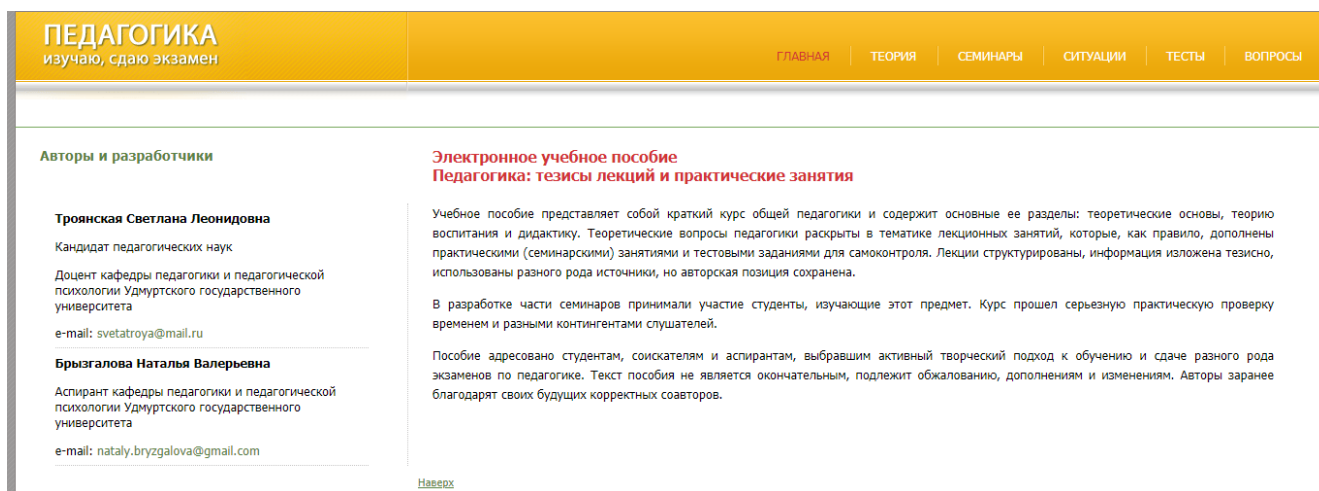 ПЕДАГОГИКА
изучаю, сдаю экзамен
ГЛАВНАЯ ТЕОРИЯ СЕМИНАРЫ СИТУАЦИИ ТЕСТЫ ВОПРОСЫ
Авторы и разработчики
Троянская Светлана Леонидовна
Кандидат педагогических наук
Доцент кафедры педагогики и педагогической
психологии Удмуртского государственного
университета
e-mail: svetatroya@mail.ru
Брызгалова Наталья Валерьевна
Аспирант кафедры педагогики и педагогической
психологии Удмуртского государственного
университета
e-mail: nataly.bryzgalova@gmail.com
Электронное учебное пособие
Педагогика: тезисы лекций и практические занятия
Учебное пособие представляет собой краткий курс общей педагогики и содержит основные ее разделы: теоретические основы, теорию
воспитания и дидактику. Теоретические вопросы педагогики раскрыты в тематике лекционных занятий, которые, как правило, дополнены
практическими (семинарскими) занятиями и тестовыми заданиями для самоконтроля. Лекции структурированы, информация изложена тезисно,
использованы разного рода источники, но авторская позиция сохранена.
В разработке части семинаров принимали участие студенты, изучающие этот предмет. Курс прошел серьезную практическую проверку
временем и разными контингентами слушателей.
Пособие адресовано студентам, соискателям и аспирантам, выбравшим активный творческий подход к обучению и сдаче разного рода
экзаменов по педагогике. Текст пособия не является окончательным, подлежит обжалованию, дополнениям и изменениям. Авторы заранее
благодарят своих будущих корректных соавторов.
Наверх